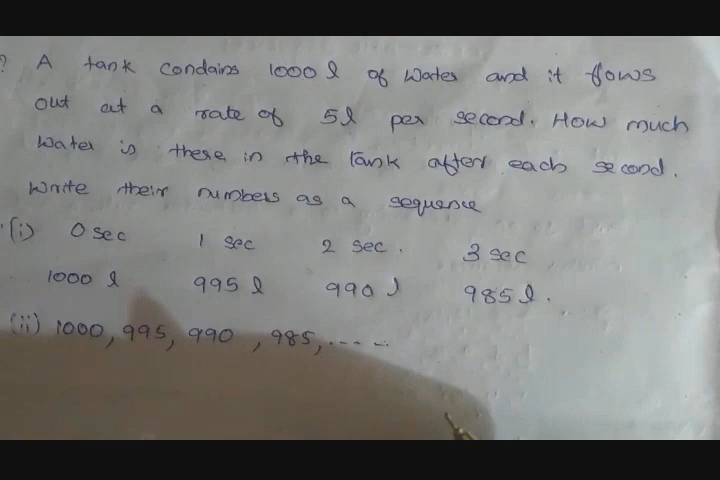 ? A tank condains 1000 l of water and it flows
out at a rate of 5l per second. How much
water is there in the tank after each second.
Write their numbers as a sequence
(i) 0 sec 1 sec 2 sec. 3 sec
1000 l 995 l 990 l 985 l.
(ii) 1000, 995, 990, 985, .....